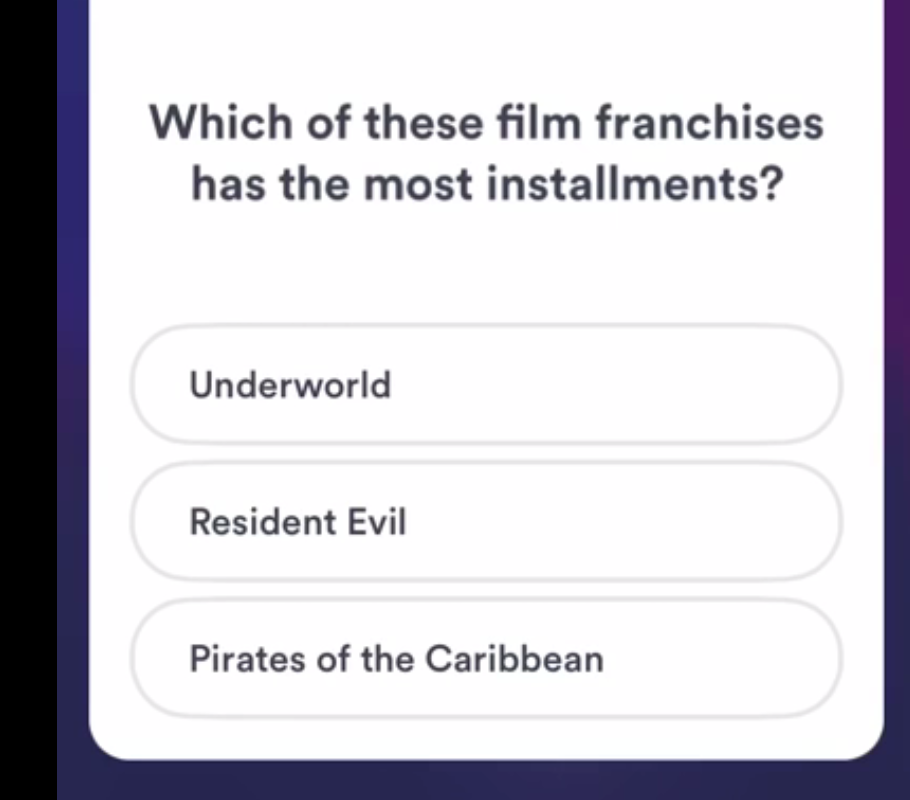 Which of these film franchises
has the most installments?
Underworld
Resident Evil
Pirates of the Caribbean